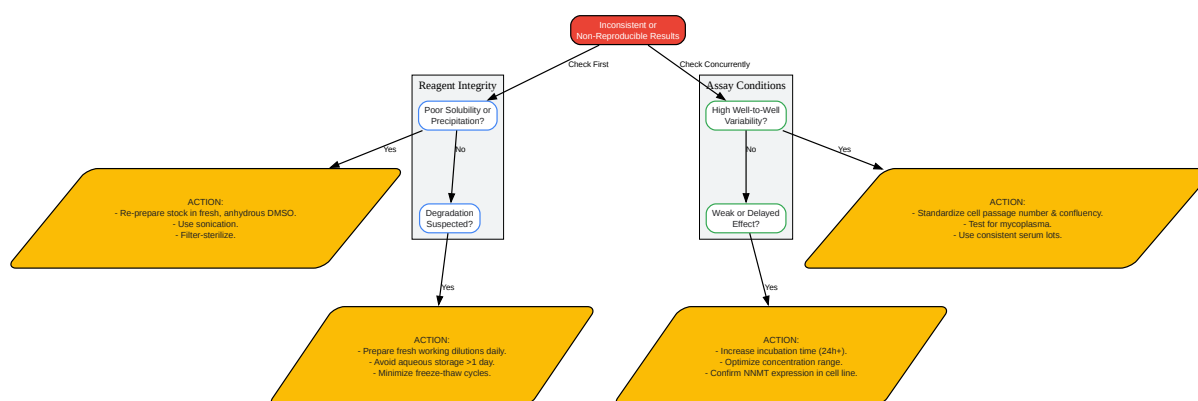 Inconsistent or
Non-Reproducible Results
Check First
Check Concurrently
Reagent Integrity
Assay Conditions
Poor Solubility or
Precipitation?
High Well-to-Well
Variability?
Yes
No
No
Yes
ACTION:
- Re-prepare stock in fresh, anhydrous DMSO.
- Use sonication.
- Filter-sterilize.
Degradation
Suspected?
Weak or Delayed
Effect?
ACTION:
- Standardize cell passage number & confluency.
- Test for mycoplasma.
- Use consistent serum lots.
Yes
Yes
ACTION:
- Prepare fresh working dilutions daily.
- Avoid aqueous storage >1 day.
- Minimize freeze-thaw cycles.
ACTION:
- Increase incubation time (24h+).
- Optimize concentration range.
- Confirm NNMT expression in cell line.